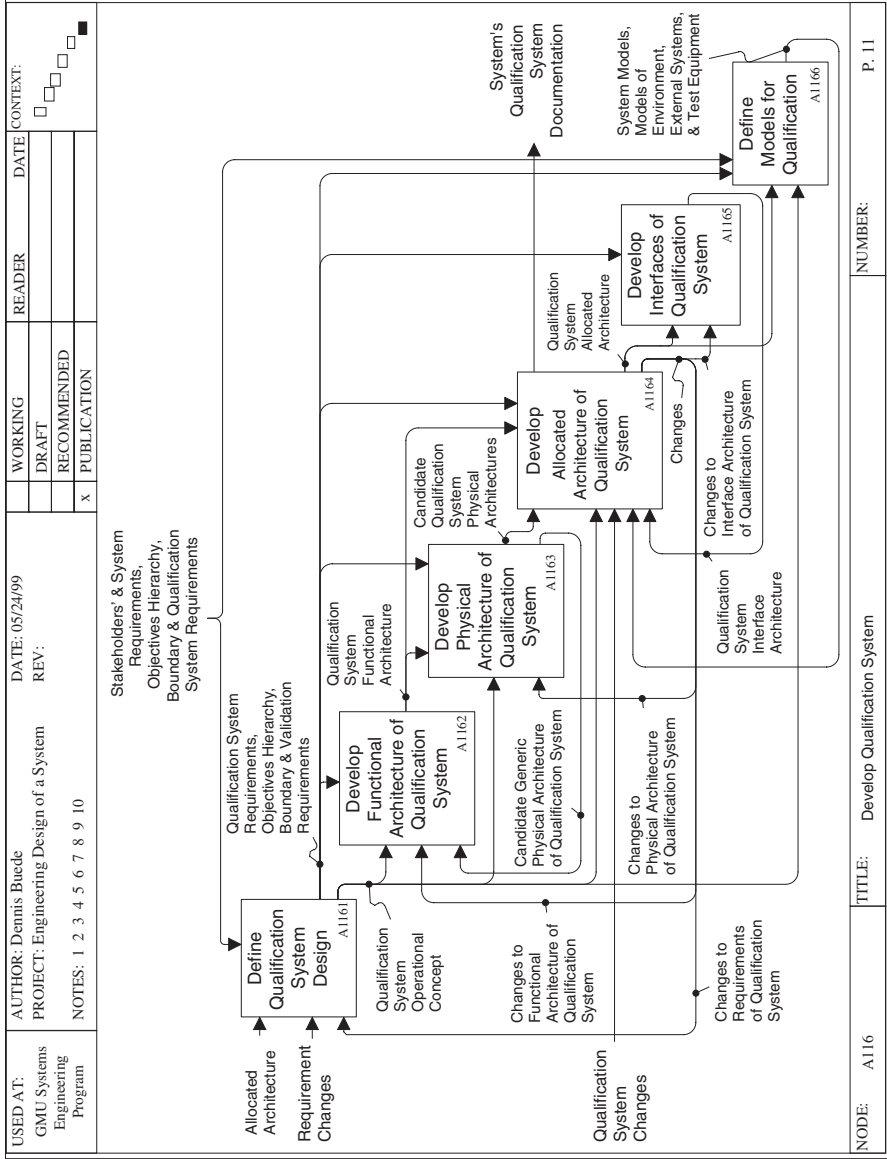 USED AT:
GMU Systems
Engineering
Program
AUTHOR: Dennis Buede
PROJECT: Engineering Design of a System
NOTES: 1 2 3 4 5 6 7 8 9 10
DATE: 05/24/99
REV:
WORKING
DRAFT
RECOMMENDED
x PUBLICATION
READER
DATE
CONTEXT:
Stakeholders' & System
Requirements,
Objectives Hierarchy,
Boundary & Qualification
System Requirements
Allocated
Architecture
Requirement
Changes
Define
Qualification
System
Design
A1161
Qualification System
Requirements,
Objectives Hierarchy,
Boundary & Validation
Requirements
Qualification
System
Operational
Concept
Develop
Functional
Architecture of
Qualification
System
A1162
Qualification
System
Functional
Architecture
Develop
Physical
Architecture of
Qualification
System
A1163
Candidate
Qualification
System
Physical
Architectures
Develop
Allocated
Architecture of
Qualification
System
A1164
Qualification
System
Allocated
Architecture
Develop
Interfaces of
Qualification
System
A1165
System's
Qualification
System
Documentation
System Models,
Models of
Environment,
External Systems,
& Test Equipment
Define
Models for
Qualification
A1166
Changes to
Functional
Architecture of
Qualification
System
Candidate Generic
Physical Architecture
of Qualification System
Changes
Changes to
Interface Architecture
of Qualification System
Qualification
System
Changes
Changes to
Physical Architecture
of Qualification System
Qualification
System
Interface
Architecture
Changes to
Requirements
of Qualification
System
NODE: A116
TITLE: Develop Qualification System
NUMBER: P. 11